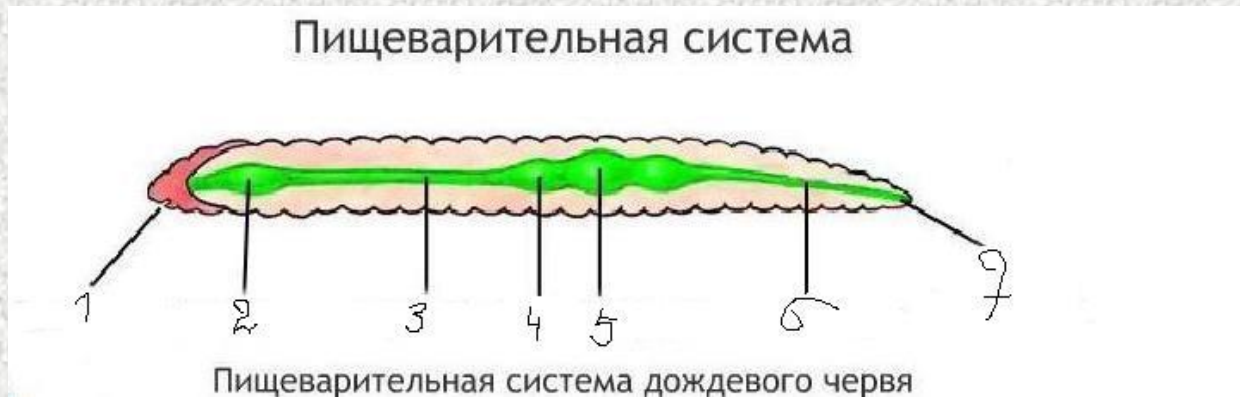 Пищеварительная система
1 2 3 4 5 6 7
Пищеварительная система дождевого червя